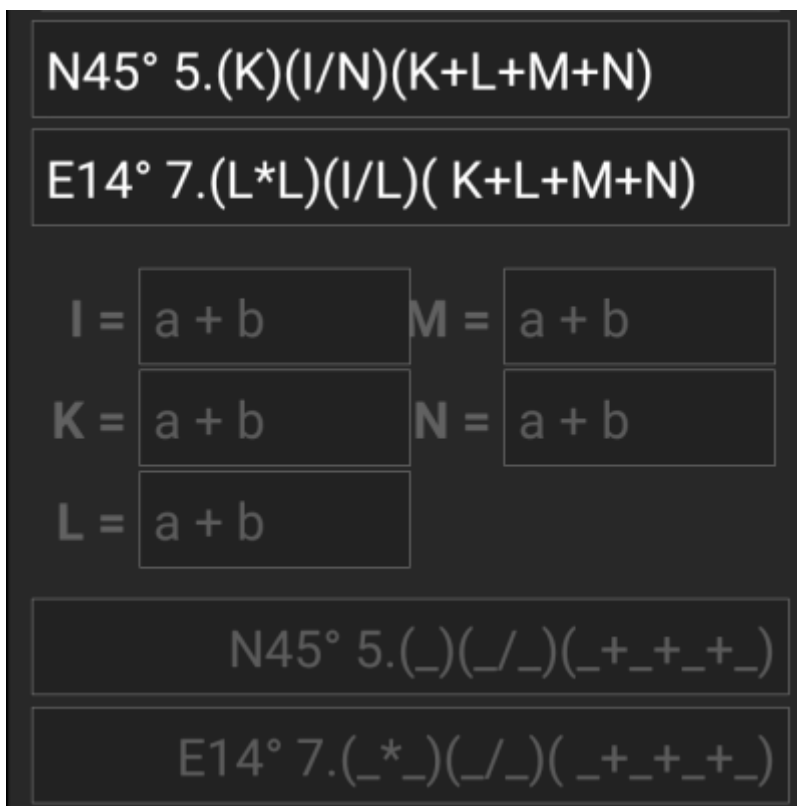 N45° 5.(K)(I/N)(K+L+M+N)
E14° 7.(L*L)(I/L)( K+L+M+N)
I = a + b M = a + b
K = a + b N = a + b
L = a + b
N45° 5.(_)(_/_)(_+_+_+_)
E14° 7.(_*_)(_/_)( _+_+_+_)